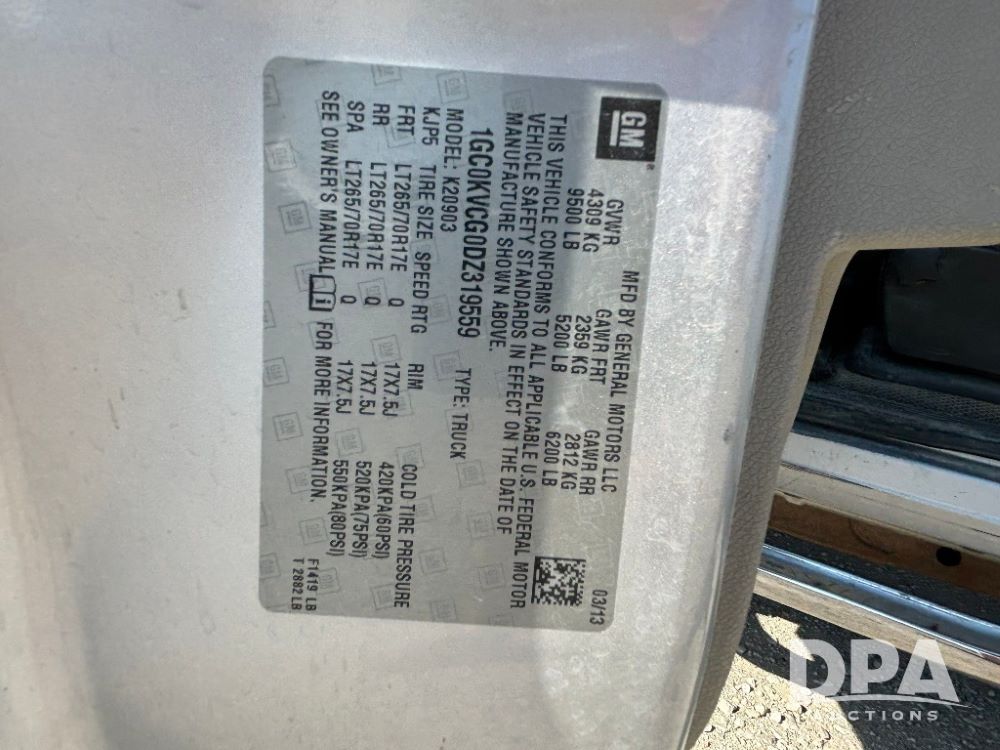 GM
MFD BY GENERAL MOTORS LLC 03/13
GVWR GAWR FRT GAWR RR
4309 KG 2359 KG 2812 KG
9500 LB 5200 LB 6200 LB
THIS VEHICLE CONFORMS TO ALL APPLICABLE U.S. FEDERAL MOTOR
VEHICLE SAFETY STANDARDS IN EFFECT ON THE DATE OF
MANUFACTURE SHOWN ABOVE.
1GC0KVCG0DZ319559 TYPE: TRUCK
MODEL: K20903
KJP5 TIRE SIZE SPEED RTG RIM COLD TIRE PRESSURE
FRT LT265/70R17E Q 17X7.5J 420KPA(60PSI)
RR LT265/70R17E Q 17X7.5J 520KPA(75PSI)
SPA LT265/70R17E Q 17X7.5J 550KPA(80PSI)
SEE OWNER'S MANUAL i FOR MORE INFORMATION.
F1419 LB
T 2882 LB
DPA
AUCTIONS